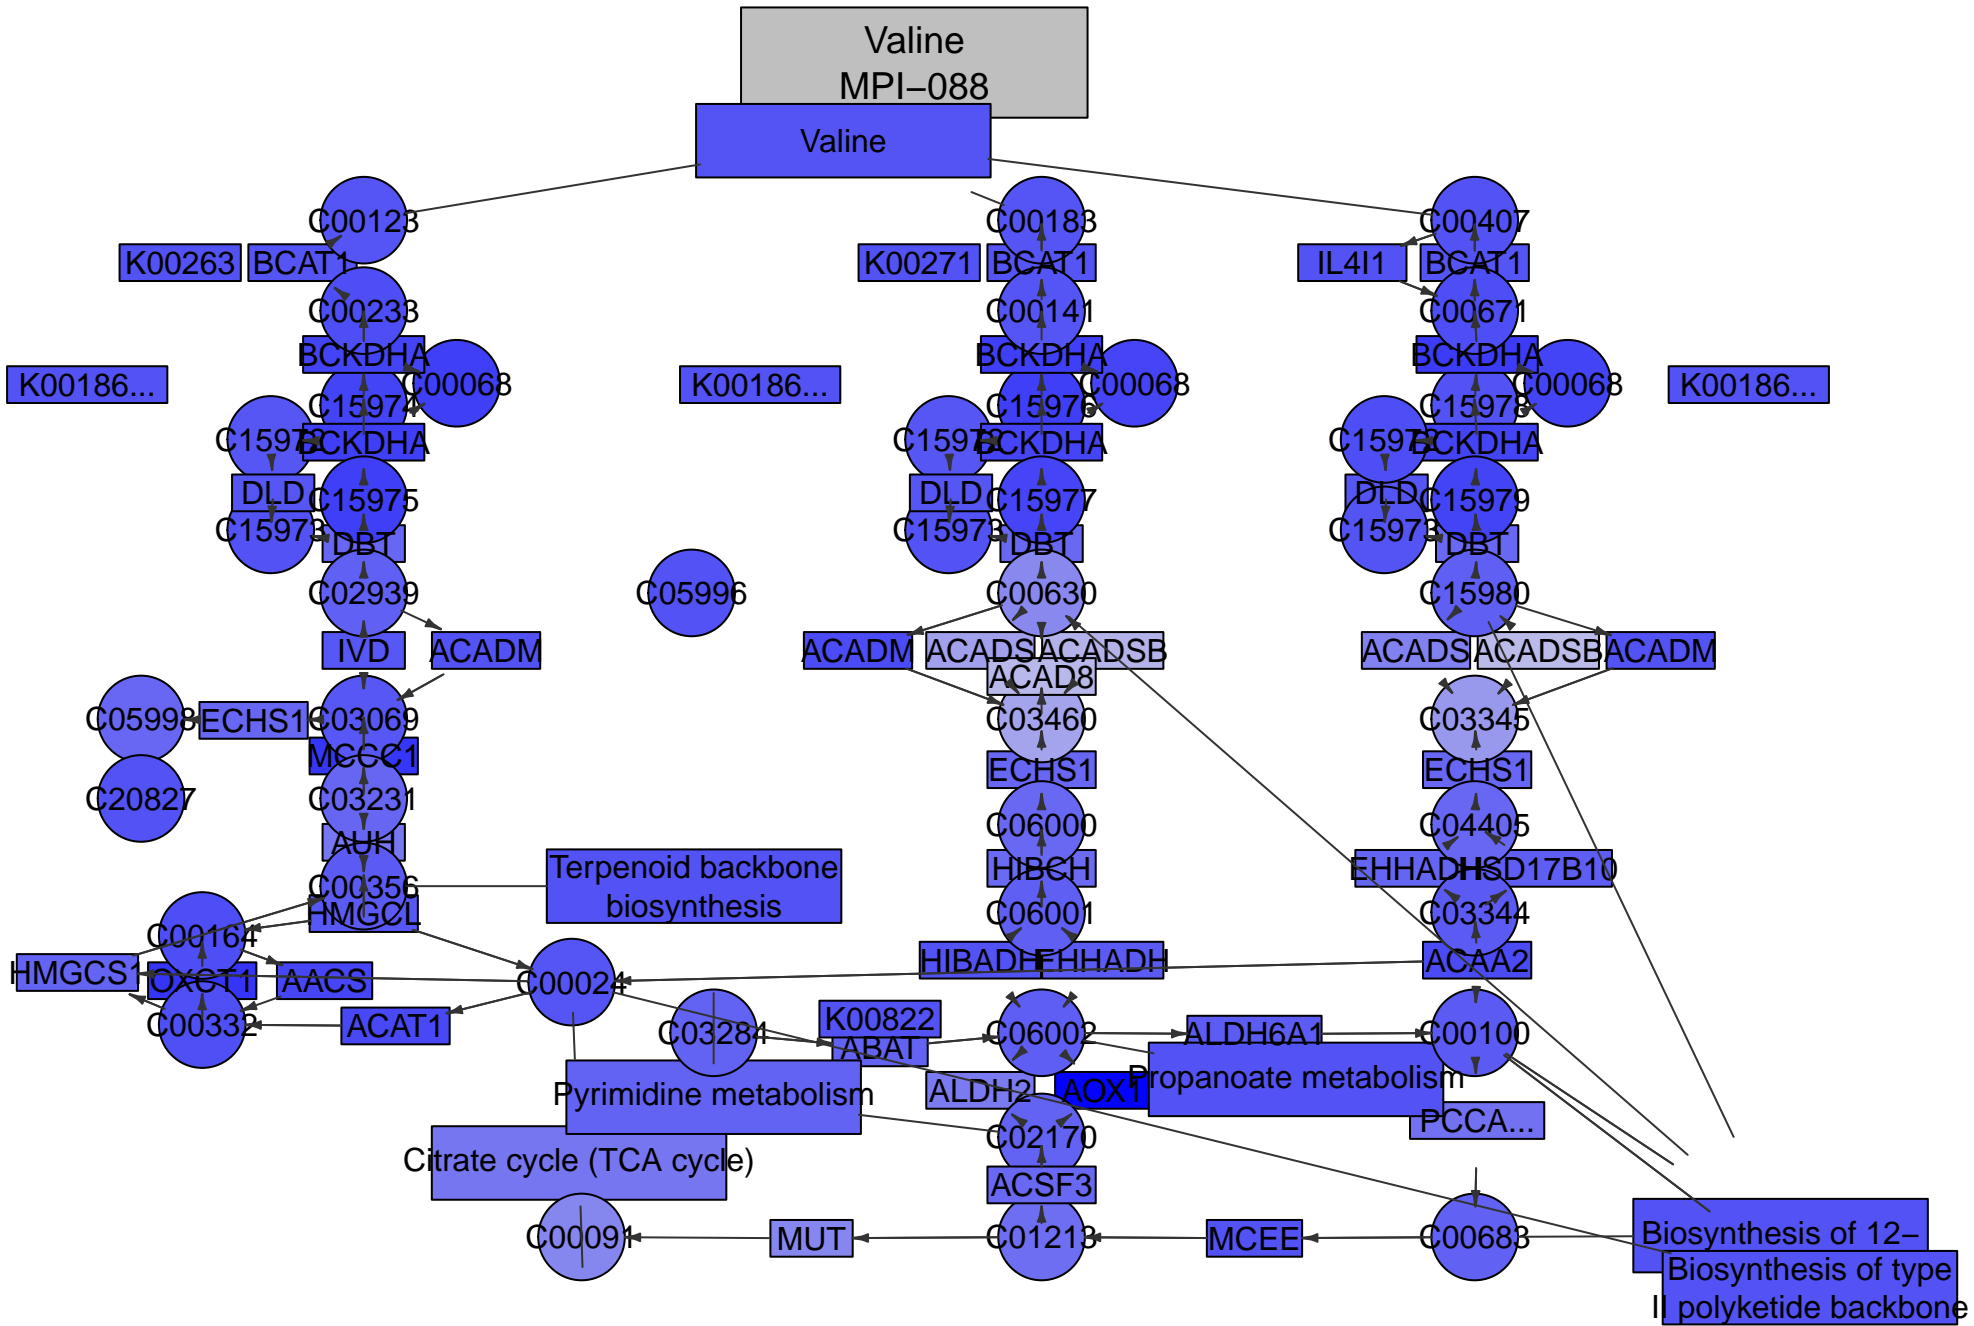 Valine
MPI−088
Valine
C00123
C00183
C00407
K00263
BCAT1
K00271
BCAT1
IL4I1
BCAT1
C00233
C00141
C00671
BCKDHA
BCKDHA
BCKDHA
K00186...
C15974
C00068
K00186...
C15976
C00068
C15978
C00068
K00186...
C15972
BCKDHA
C15972
BCKDHA
C15972
BCKDHA
DLD
C15975
DLD
C15977
DLD
C15979
C15973
DBT
C15973
DBT
C15973
DBT
C02939
C05996
C00630
C15980
IVD
ACADM
ACADM
ACADS
ACADSB
ACADS
ACADSB
ACADM
ACAD8
C05998
ECHS1
C03069
C03460
C03345
MCCC1
ECHS1
ECHS1
C20827
C03231
C06000
C04405
AUH
Terpenoid backbone
biosynthesis
HIBCH
EHHADH
HSD17B10
C00356
HMGCL
C06001
C03344
C00164
HMGCS1
OXCT1
AACS
C00024
HIBADH
EHHADH
ACAA2
C00332
ACAT1
C03284
K00822
ABAT
C06002
ALDH6A1
C00100
Pyrimidine metabolism
ALDH2
AOX1
Propanoate metabolism
PCCA...
C02170
Citrate cycle (TCA cycle)
ACSF3
C00091
MUT
C01213
MCEE
C00683
Biosynthesis of 12−
Biosynthesis of type
II polyketide backbone